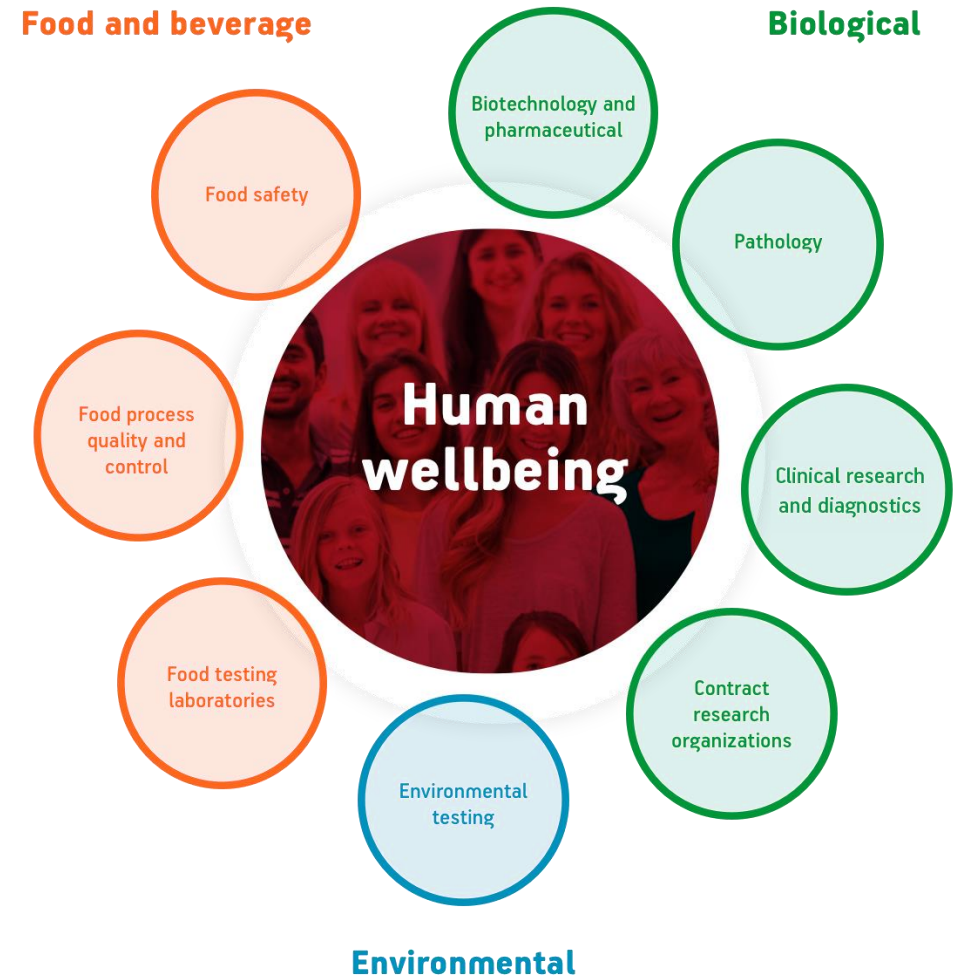 Food and beverage
Biological
Biotechnology and
pharmaceutical
Food safety
Pathology
Human
wellbeing
Food process
quality and
control
Clinical research
and diagnostics
Food testing
laboratories
Contract
research
organizations
Environmental
testing
Environmental